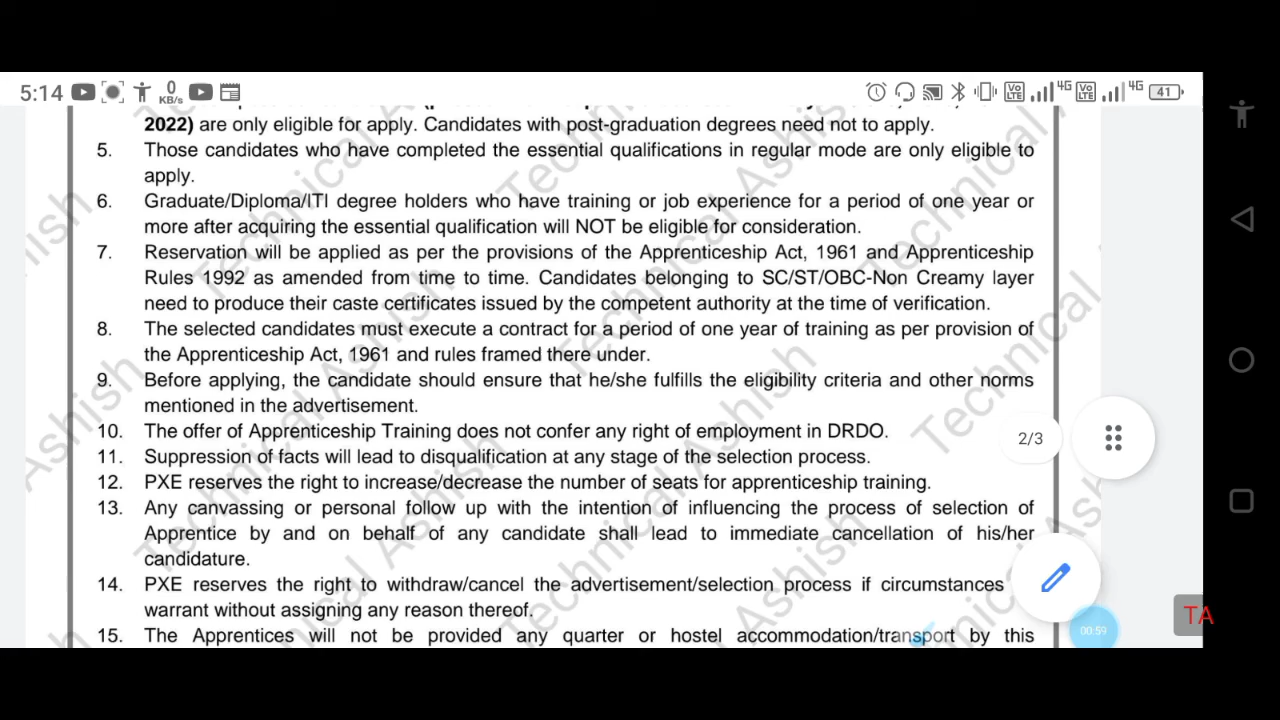 5:14 0 KB/s VoLTE 4G VoLTE 4G 41
2022) are only eligible for apply. Candidates with post-graduation degrees need not to apply.
5. Those candidates who have completed the essential qualifications in regular mode are only eligible to
apply.
6. Graduate/Diploma/ITI degree holders who have training or job experience for a period of one year or
more after acquiring the essential qualification will NOT be eligible for consideration.
7. Reservation will be applied as per the provisions of the Apprenticeship Act, 1961 and Apprenticeship
Rules 1992 as amended from time to time. Candidates belonging to SC/ST/OBC-Non Creamy layer
need to produce their caste certificates issued by the competent authority at the time of verification.
8. The selected candidates must execute a contract for a period of one year of training as per provision of
the Apprenticeship Act, 1961 and rules framed there under.
9. Before applying, the candidate should ensure that he/she fulfills the eligibility criteria and other norms
mentioned in the advertisement.
10. The offer of Apprenticeship Training does not confer any right of employment in DRDO.
2/3
11. Suppression of facts will lead to disqualification at any stage of the selection process.
12. PXE reserves the right to increase/decrease the number of seats for apprenticeship training.
13. Any canvassing or personal follow up with the intention of influencing the process of selection of
Apprentice by and on behalf of any candidate shall lead to immediate cancellation of his/her
candidature.
14. PXE reserves the right to withdraw/cancel the advertisement/selection process if circumstances
warrant without assigning any reason thereof.
15. The Apprentices will not be provided any quarter or hostel accommodation/transport by this
00:59
TA
Technical Ashish